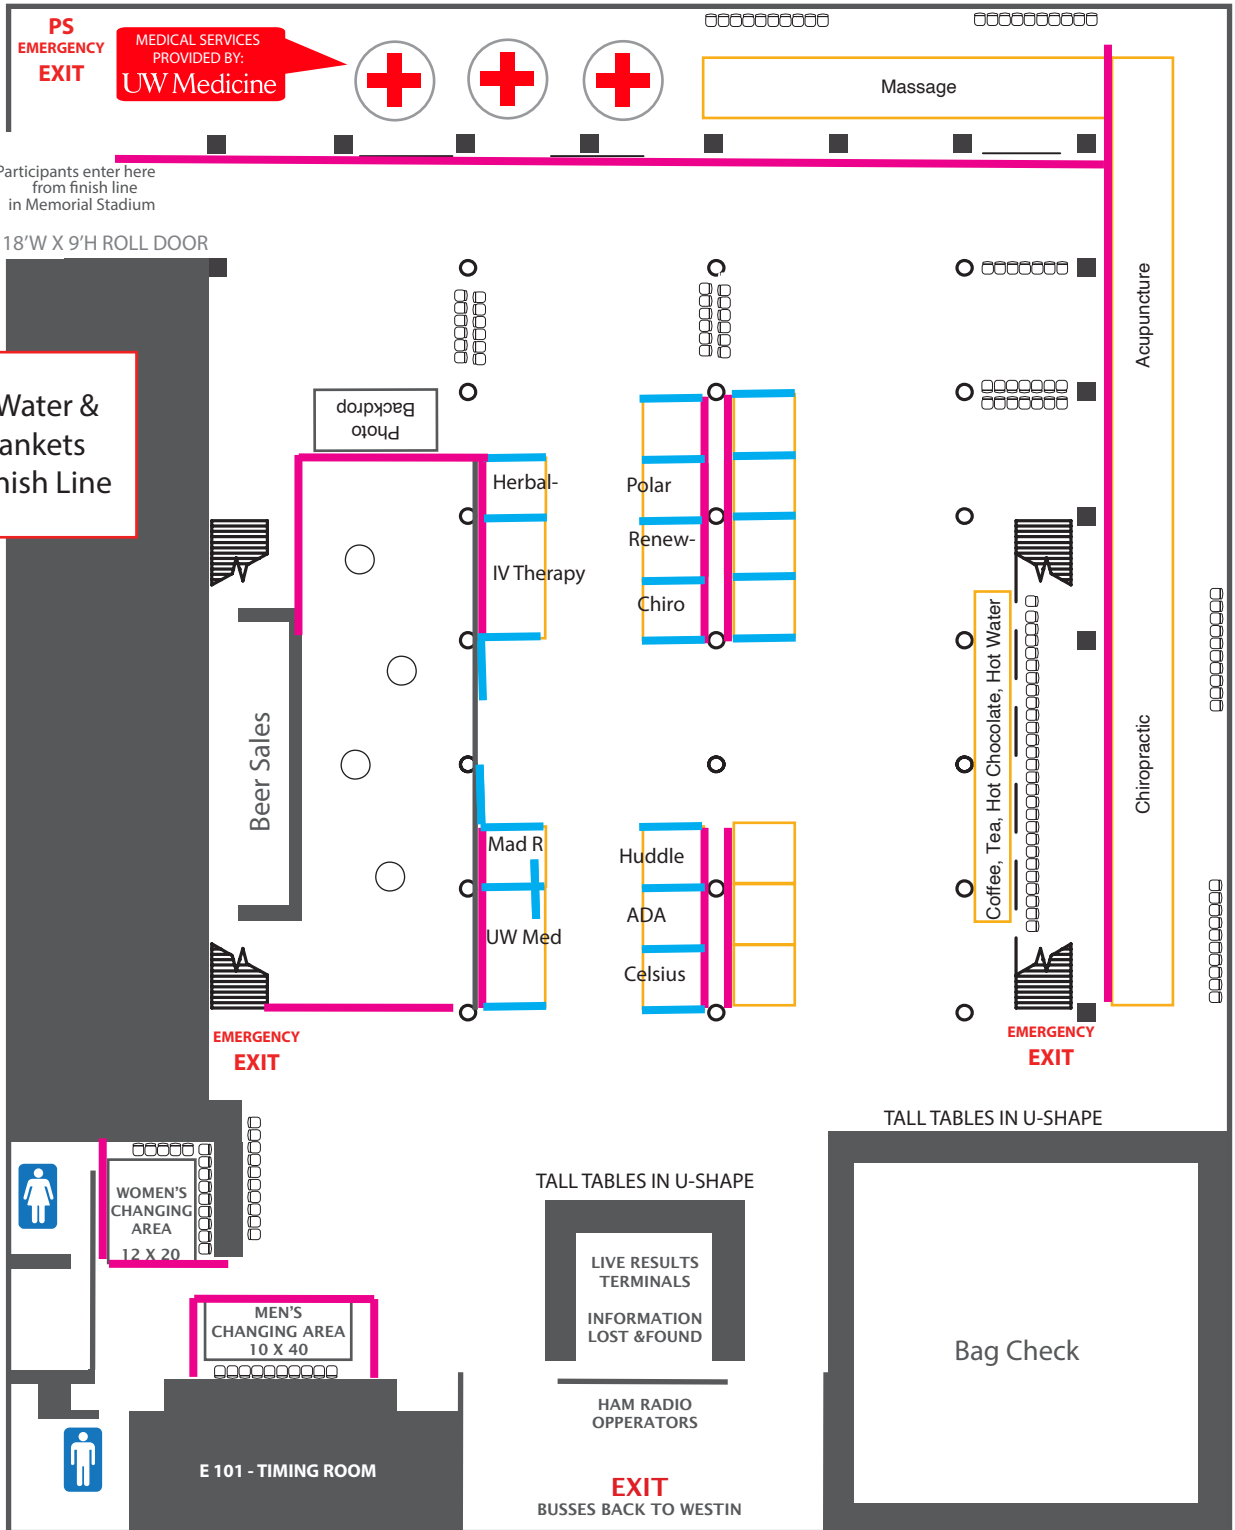 PS
EMERGENCY
EXIT
MEDICAL SERVICES
PROVIDED BY:
UW Medicine
Massage
Participants enter here
from finish line
in Memorial Stadium
18'W X 9'H ROLL DOOR
Acupuncture
Water &
ankets
nish Line
Photo
Backdrop
Herbal-
Polar
Renew-
IV Therapy
Chiro
Coffee, Tea, Hot Chocolate, Hot Water
Beer Sales
Chiropractic
Mad R
Huddle
ADA
UW Med
Celsius
EMERGENCY
EXIT
EMERGENCY
EXIT
TALL TABLES IN U-SHAPE
TALL TABLES IN U-SHAPE
WOMEN'S
CHANGING
AREA
12 X 20
LIVE RESULTS
TERMINALS
INFORMATION
LOST &FOUND
MEN'S
CHANGING AREA
10 X 40
Bag Check
HAM RADIO
OPPERATORS
E 101 - TIMING ROOM
EXIT
BUSSES BACK TO WESTIN